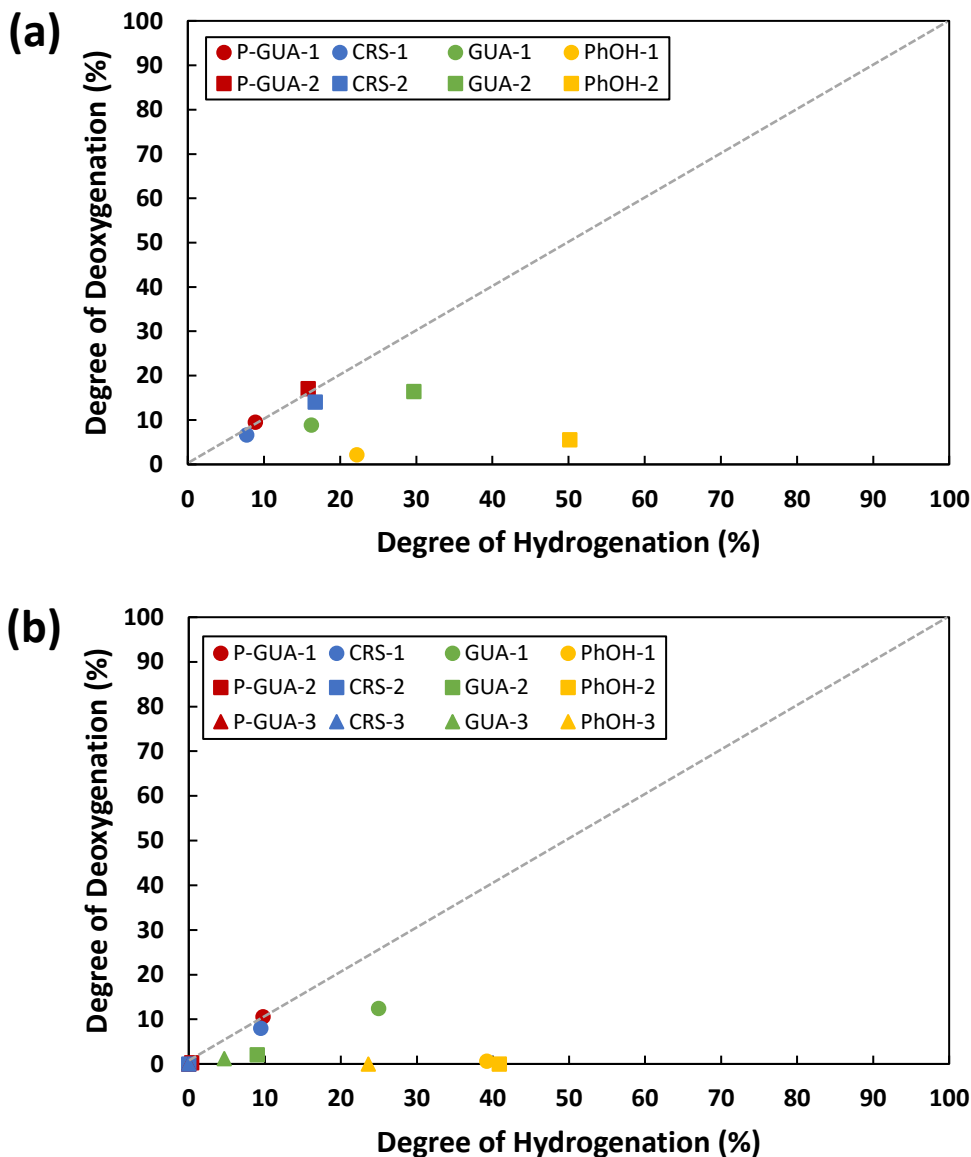 (a)
Degree of Deoxygenation (%)
100
90
80
70
60
50
40
30
20
10
0
P-GUA-1 CRS-1 GUA-1 PhOH-1
P-GUA-2 CRS-2 GUA-2 PhOH-2
0 10 20 30 40 50 60 70 80 90 100
Degree of Hydrogenation (%)
(b)
Degree of Deoxygenation (%)
100
90
80
70
60
50
40
30
20
10
0
P-GUA-1 CRS-1 GUA-1 PhOH-1
P-GUA-2 CRS-2 GUA-2 PhOH-2
P-GUA-3 CRS-3 GUA-3 PhOH-3
0 10 20 30 40 50 60 70 80 90 100
Degree of Hydrogenation (%)